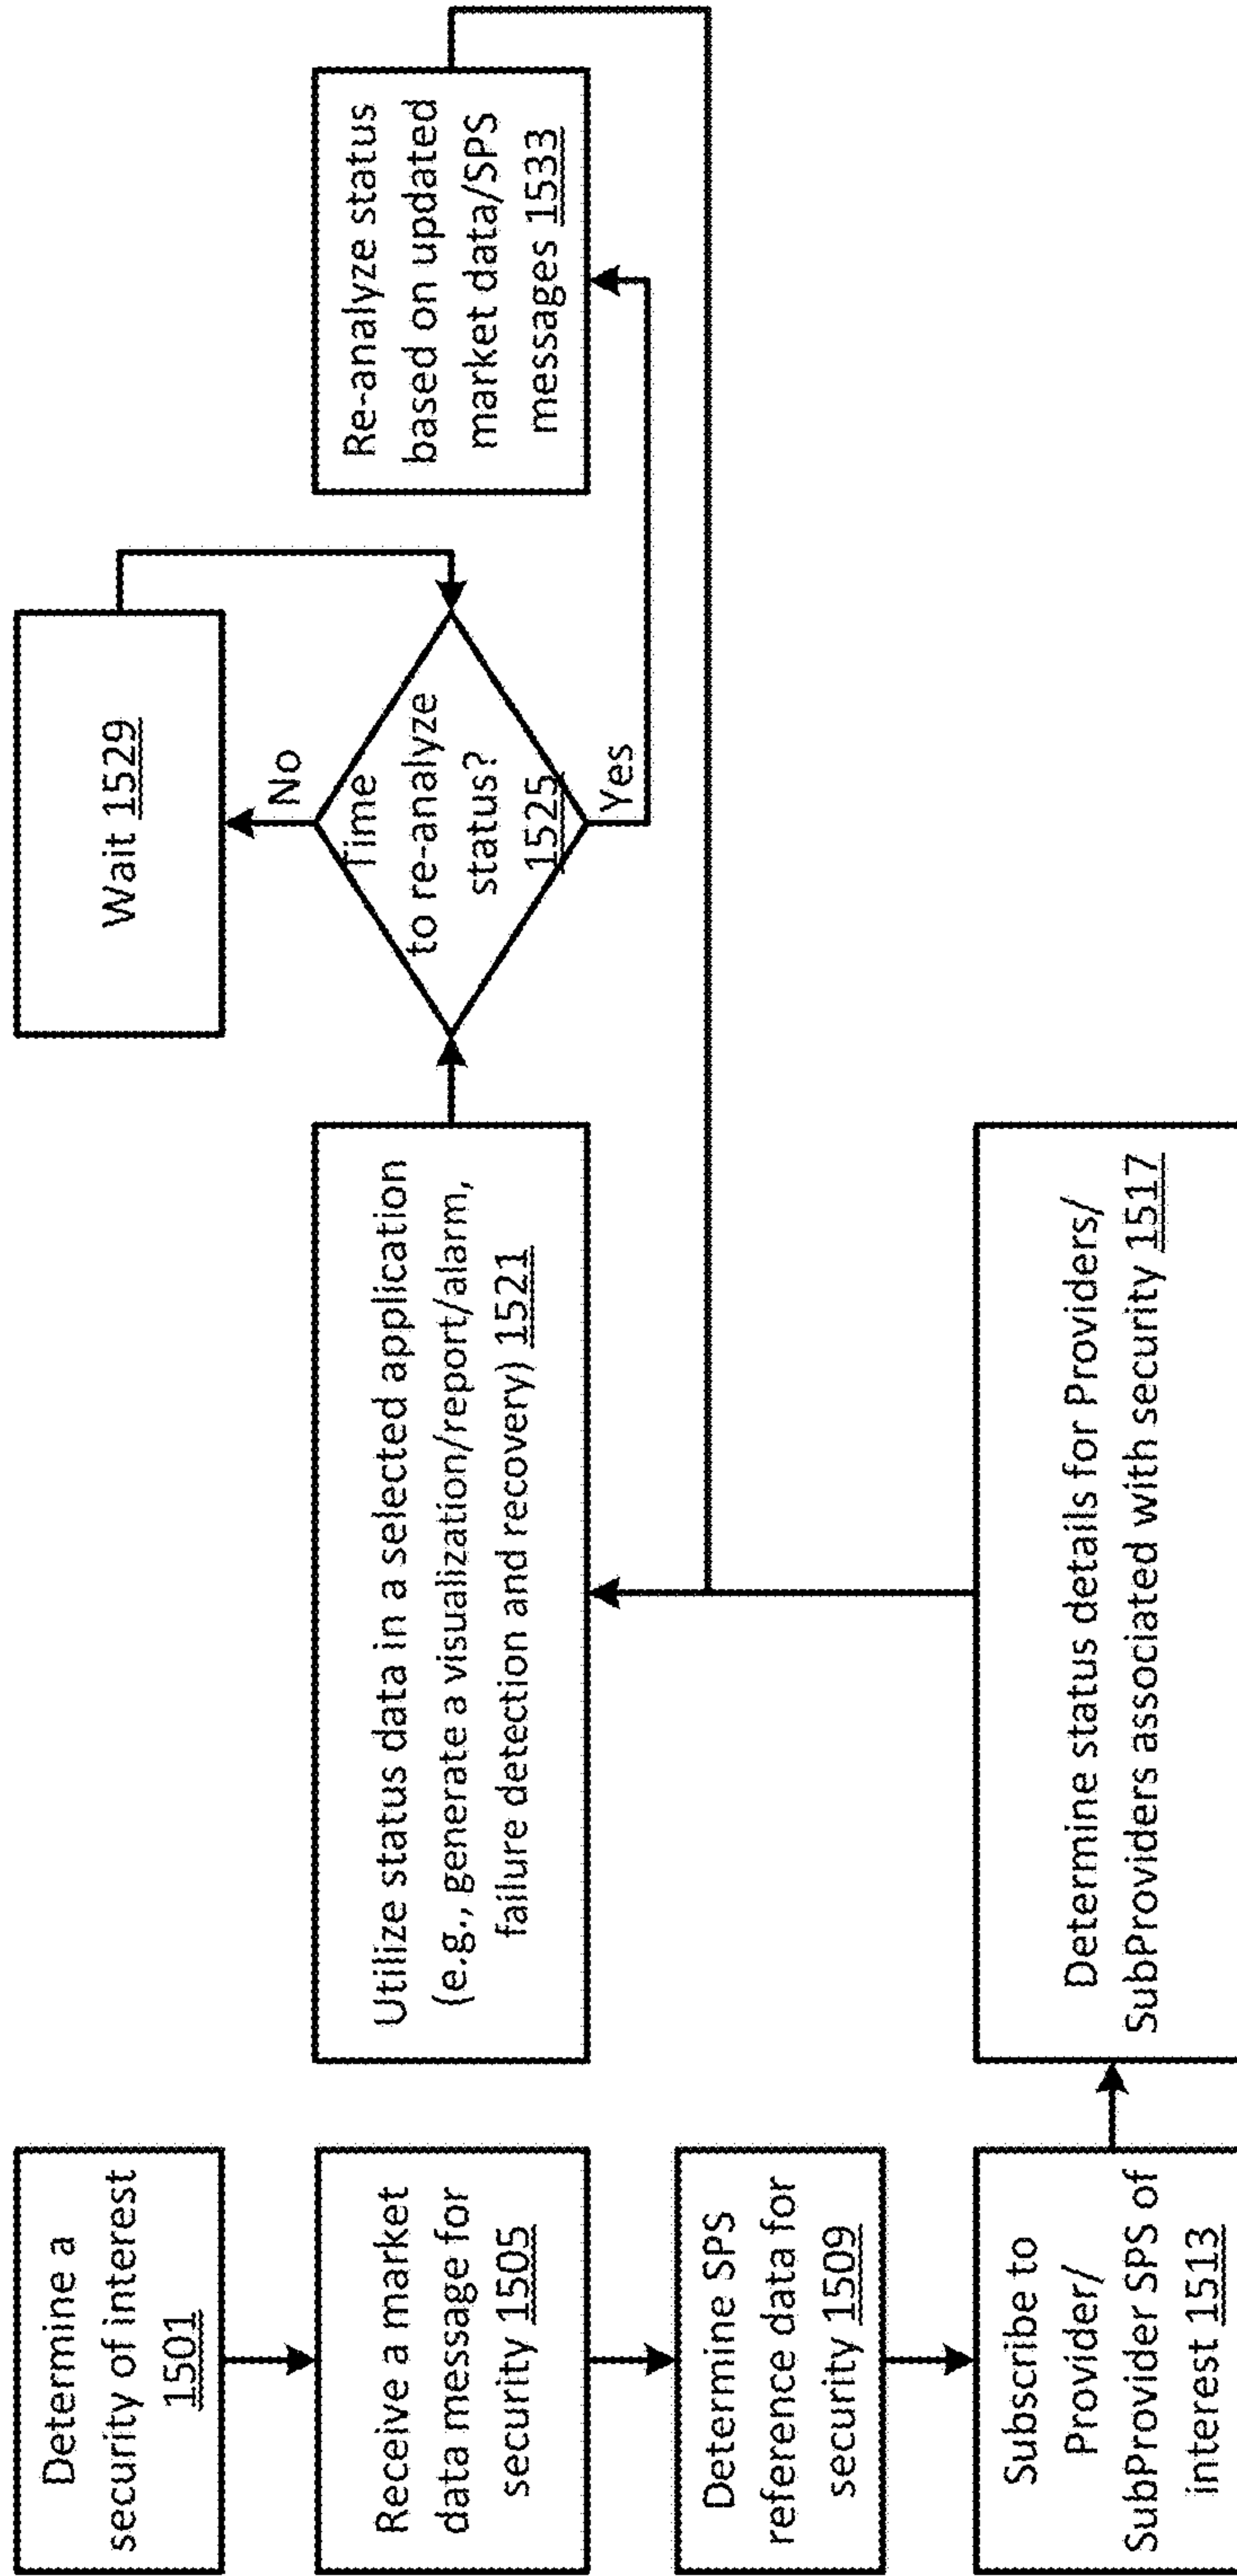 Determine a
security of interest
1501
Receive a market
data message for
security 1505
Determine SPS
reference data for
security 1509
Subscribe to
Provider/
SubProvider SPS of
interest 1513
Determine status details for Providers/
SubProviders associated with security 1517
Utilize status data in a selected application
(e.g., generate a visualization/report/alarm,
failure detection and recovery) 1521
Time
to re-analyze
status?
1525
No
Yes
Wait 1529
Re-analyze status
based on updated
market data/SPS
messages 1533